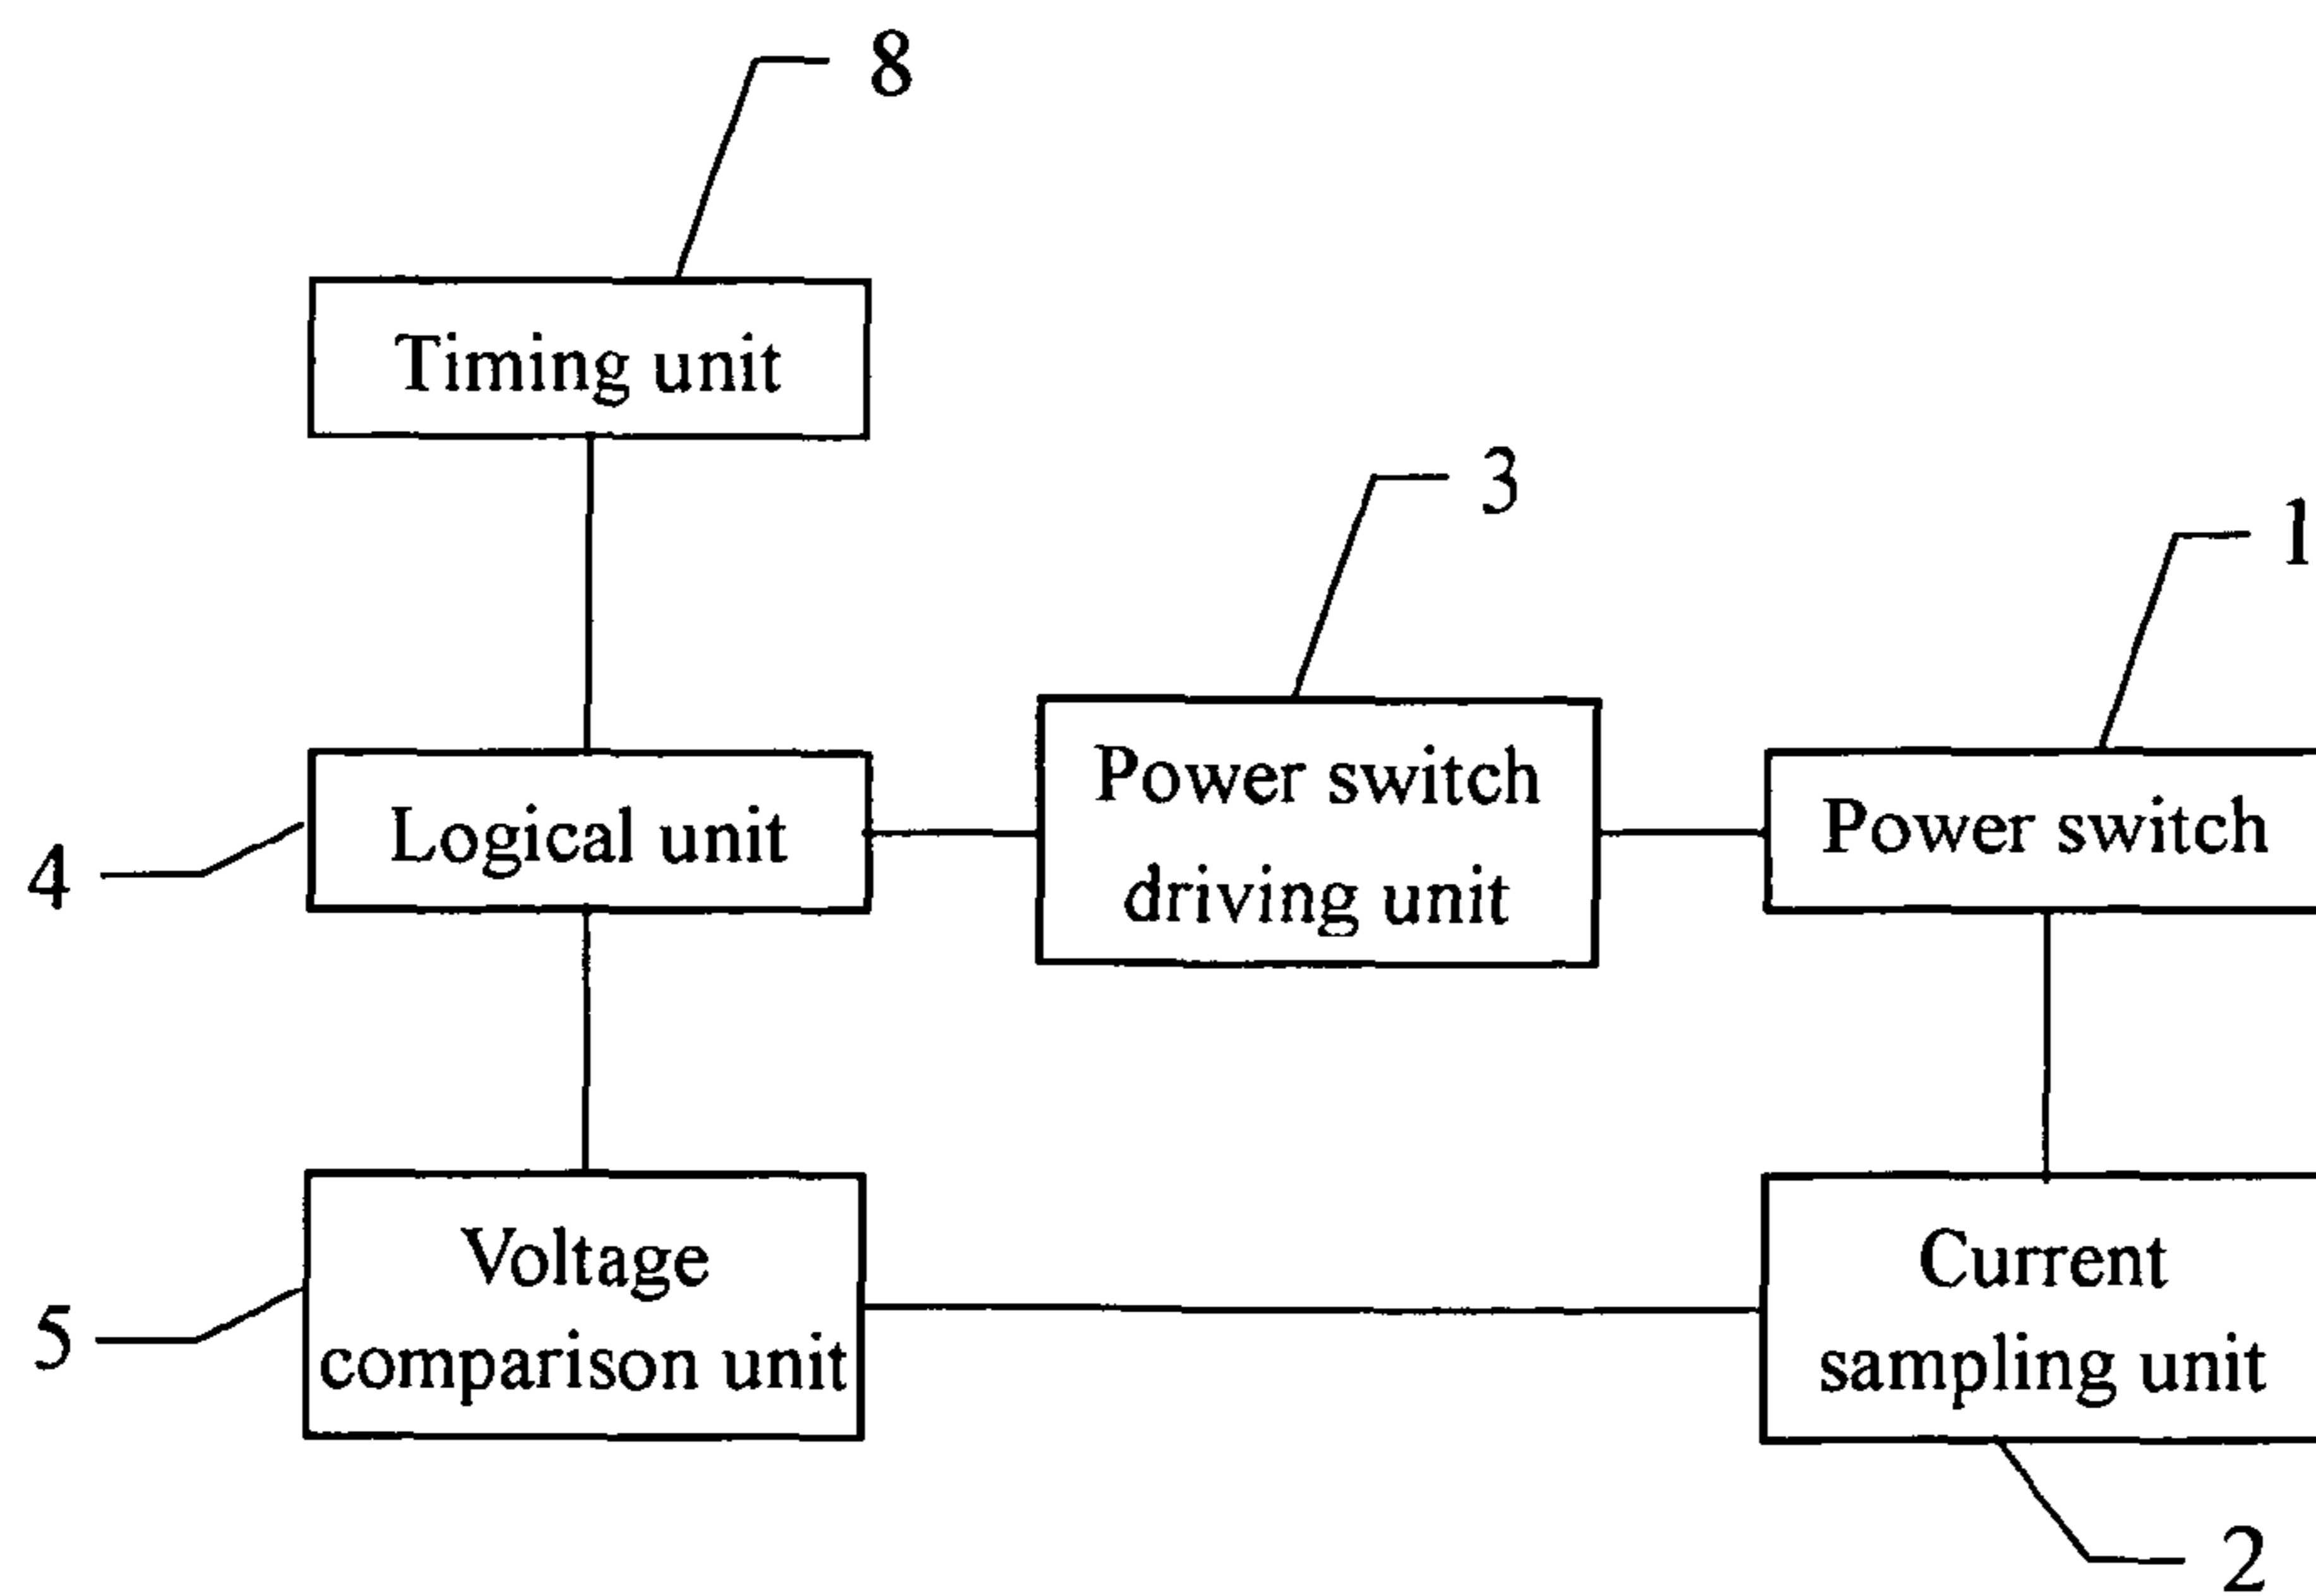 8
Timing unit
3
1
Power switch
driving unit
Logical unit
Power switch
4
Voltage
comparison unit
Current
sampling unit
5
2